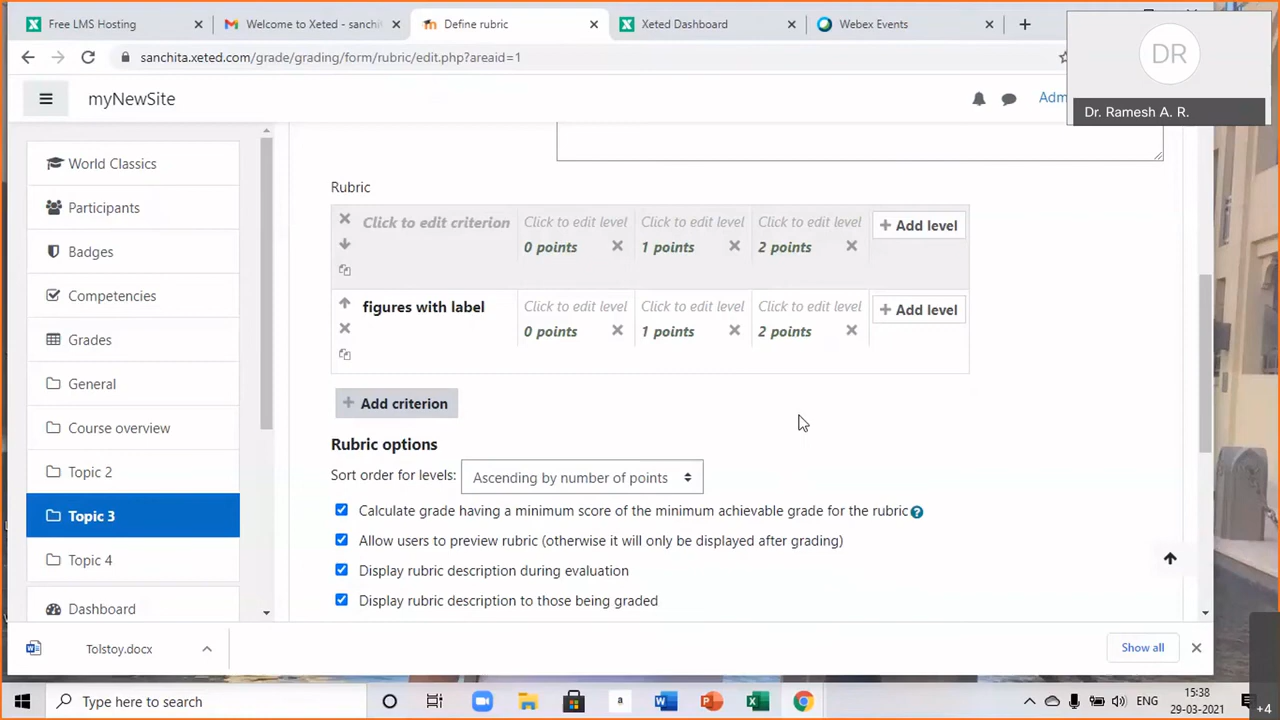 Free LMS Hosting
Welcome to Xeted - sanchit
Define rubric
Xeted Dashboard
Webex Events
sanchita.xeted.com/grade/grading/form/rubric/edit.php?areaid=1
DR
Dr. Ramesh A. R.
myNewSite
Adm
World Classics
Participants
Badges
Competencies
Grades
General
Course overview
Topic 2
Topic 3
Topic 4
Dashboard
Rubric
Click to edit criterion
Click to edit level
Click to edit level
Click to edit level
+ Add level
0 points
1 points
2 points
figures with label
Click to edit level
Click to edit level
Click to edit level
+ Add level
0 points
1 points
2 points
+ Add criterion
Rubric options
Sort order for levels: Ascending by number of points
Calculate grade having a minimum score of the minimum achievable grade for the rubric
Allow users to preview rubric (otherwise it will only be displayed after grading)
Display rubric description during evaluation
Display rubric description to those being graded
Tolstoy.docx
Show all
Type here to search
a
ENG
15:38
29-03-2021
+4